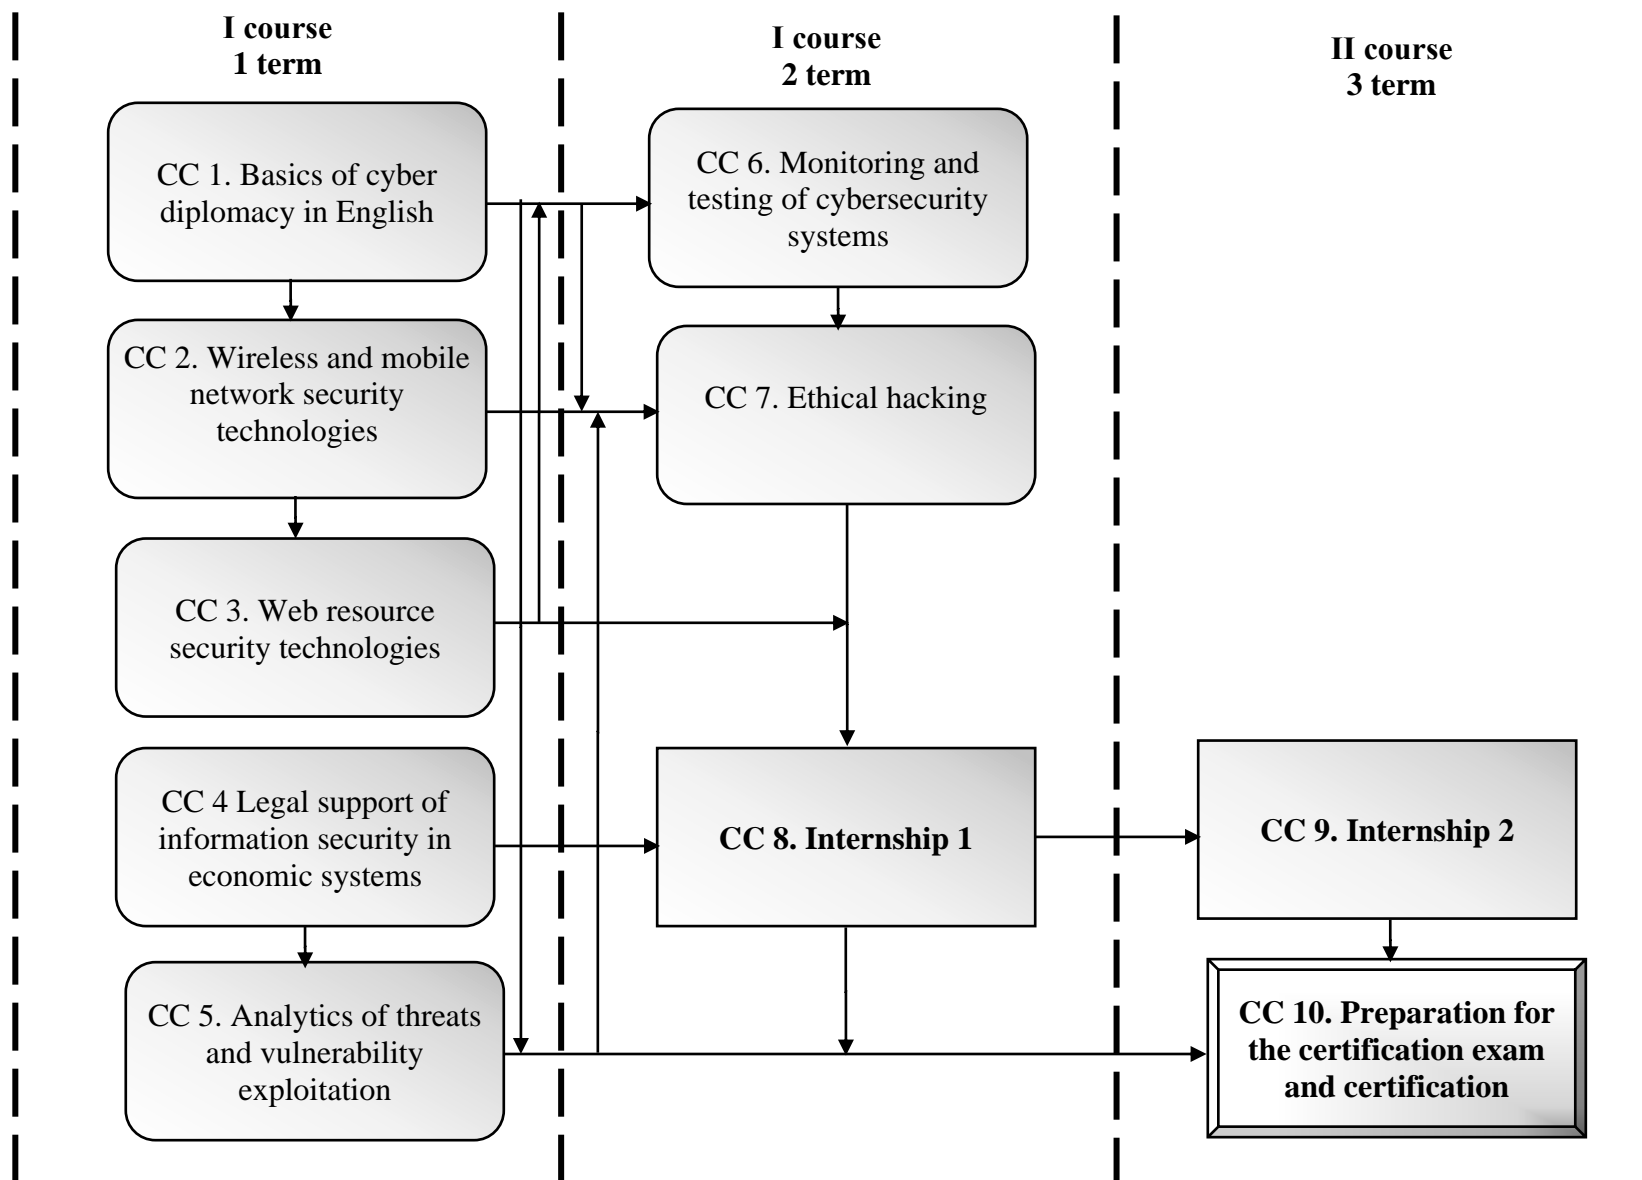 I course
1 term
I course
2 term
II course
3 term
CC 1. Basics of cyber
diplomacy in English
CC 2. Wireless and mobile
network security
technologies
CC 3. Web resource
security technologies
CC 4 Legal support of
information security in
economic systems
CC 5. Analytics of threats
and vulnerability
exploitation
CC 6. Monitoring and
testing of cybersecurity
systems
CC 7. Ethical hacking
CC 8. Internship 1
CC 9. Internship 2
CC 10. Preparation for
the certification exam
and certification